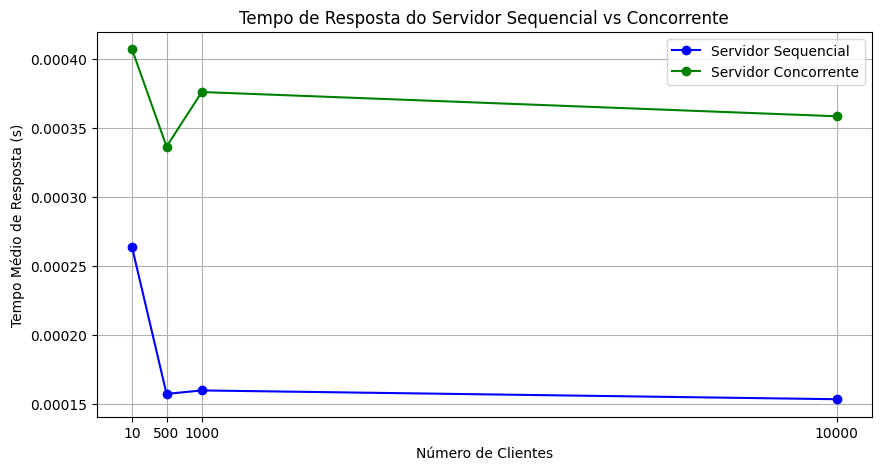 Tempo de Resposta do Servidor Sequencial vs Concorrente
Servidor Sequencial
Servidor Concorrente
Tempo Médio de Resposta (s)
0.00040
0.00035
0.00030
0.00025
0.00020
0.00015
10 500 1000 10000
Número de Clientes